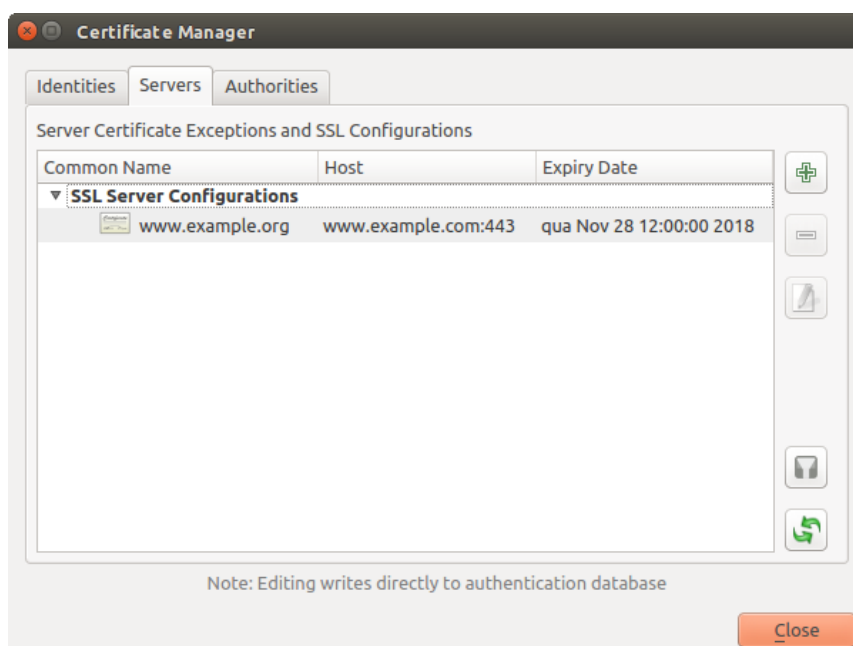 Certificate Manager
Identities Servers Authorities
Server Certificate Exceptions and SSL Configurations
Common Name Host Expiry Date
SSL Server Configurations
www.example.org www.example.com:443 qua Nov 28 12:00:00 2018
Note: Editing writes directly to authentication database
Close